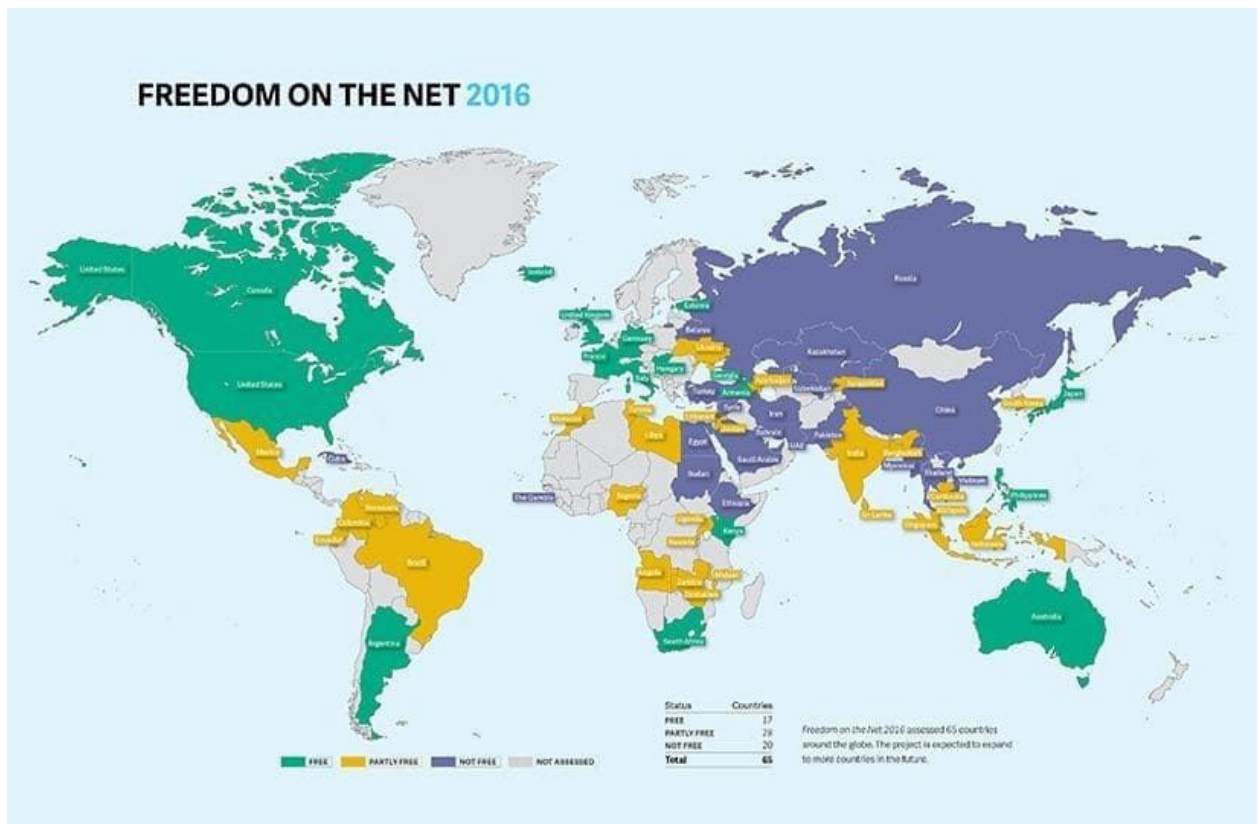 FREEDOM ON THE NET 2016
United States
Canada
United States
Mexico
Cuba
Venezuela
Colombia
Ecuador
Brazil
Argentina
Iceland
United Kingdom
Estonia
Germany
Belarus
France
Ukraine
Hungary
Italy
Georgia
Armenia
Azerbaijan
Turkey
Syria
Lebanon
Jordan
Morocco
Tunisia
Libya
Egypt
Sudan
Ethiopia
The Gambia
Nigeria
Uganda
Kenya
Rwanda
Angola
Zambia
Malawi
Zimbabwe
South Africa
Russia
Kazakhstan
Uzbekistan
Kyrgyzstan
China
South Korea
Japan
Iran
Bahrain
UAE
Saudi Arabia
Pakistan
India
Bangladesh
Myanmar
Thailand
Vietnam
Cambodia
Malaysia
Singapore
Sri Lanka
Philippines
Indonesia
Australia
Status Countries
FREE 17
PARTLY FREE 28
NOT FREE 20
Total 65
Freedom on the Net 2016 assessed 65 countries
around the globe. The project is expected to expand
to more countries in the future.
FREE PARTLY FREE NOT FREE NOT ASSESSED